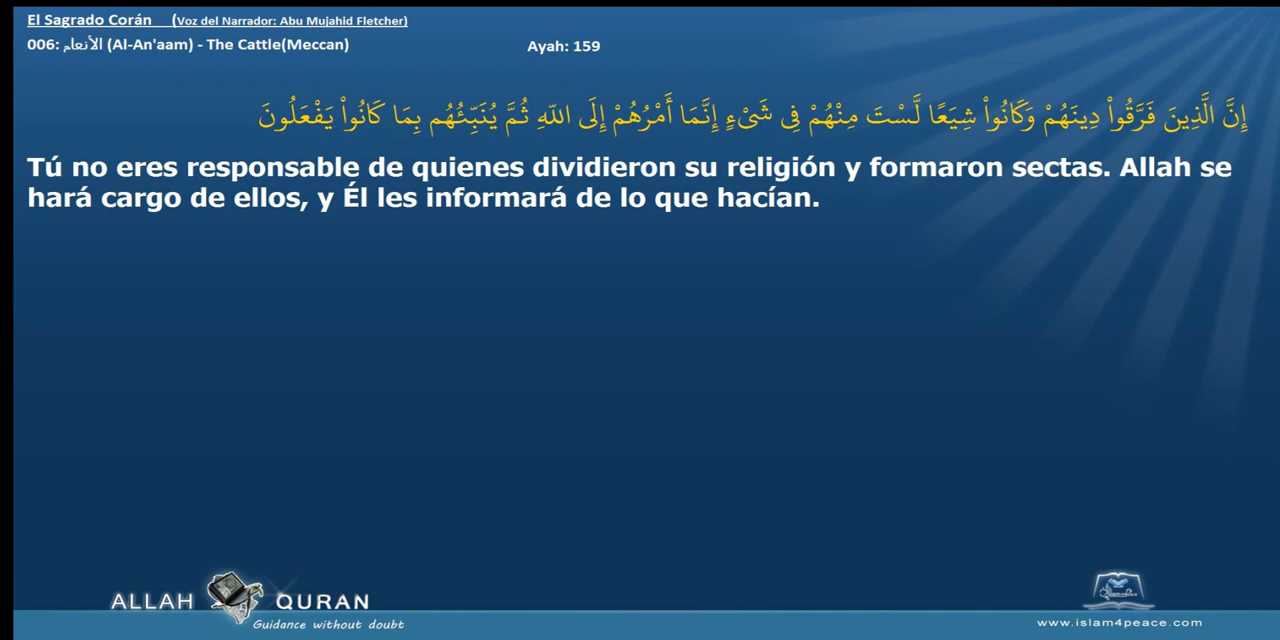 El Sagrado Corán (Voz del Narrador: Abu Mujahid Fletcher)
006: الأنعام (Al-An'aam) - The Cattle(Meccan) Ayah: 159
إِنَّ الَّذِينَ فَرَّقُواْ دِينَهُمْ وَكَانُواْ شِيَعًا لَّسْتَ مِنْهُمْ فِى شَىْءٍ إِنَّمَا أَمْرُهُمْ إِلَى اللّهِ ثُمَّ يُنَبِّئُهُم بِمَا كَانُواْ يَفْعَلُونَ
Tú no eres responsable de quienes dividieron su religión y formaron sectas. Allah se
hará cargo de ellos, y Él les informará de lo que hacían.
ALLAH QURAN
Guidance without doubt
www.islam4peace.com